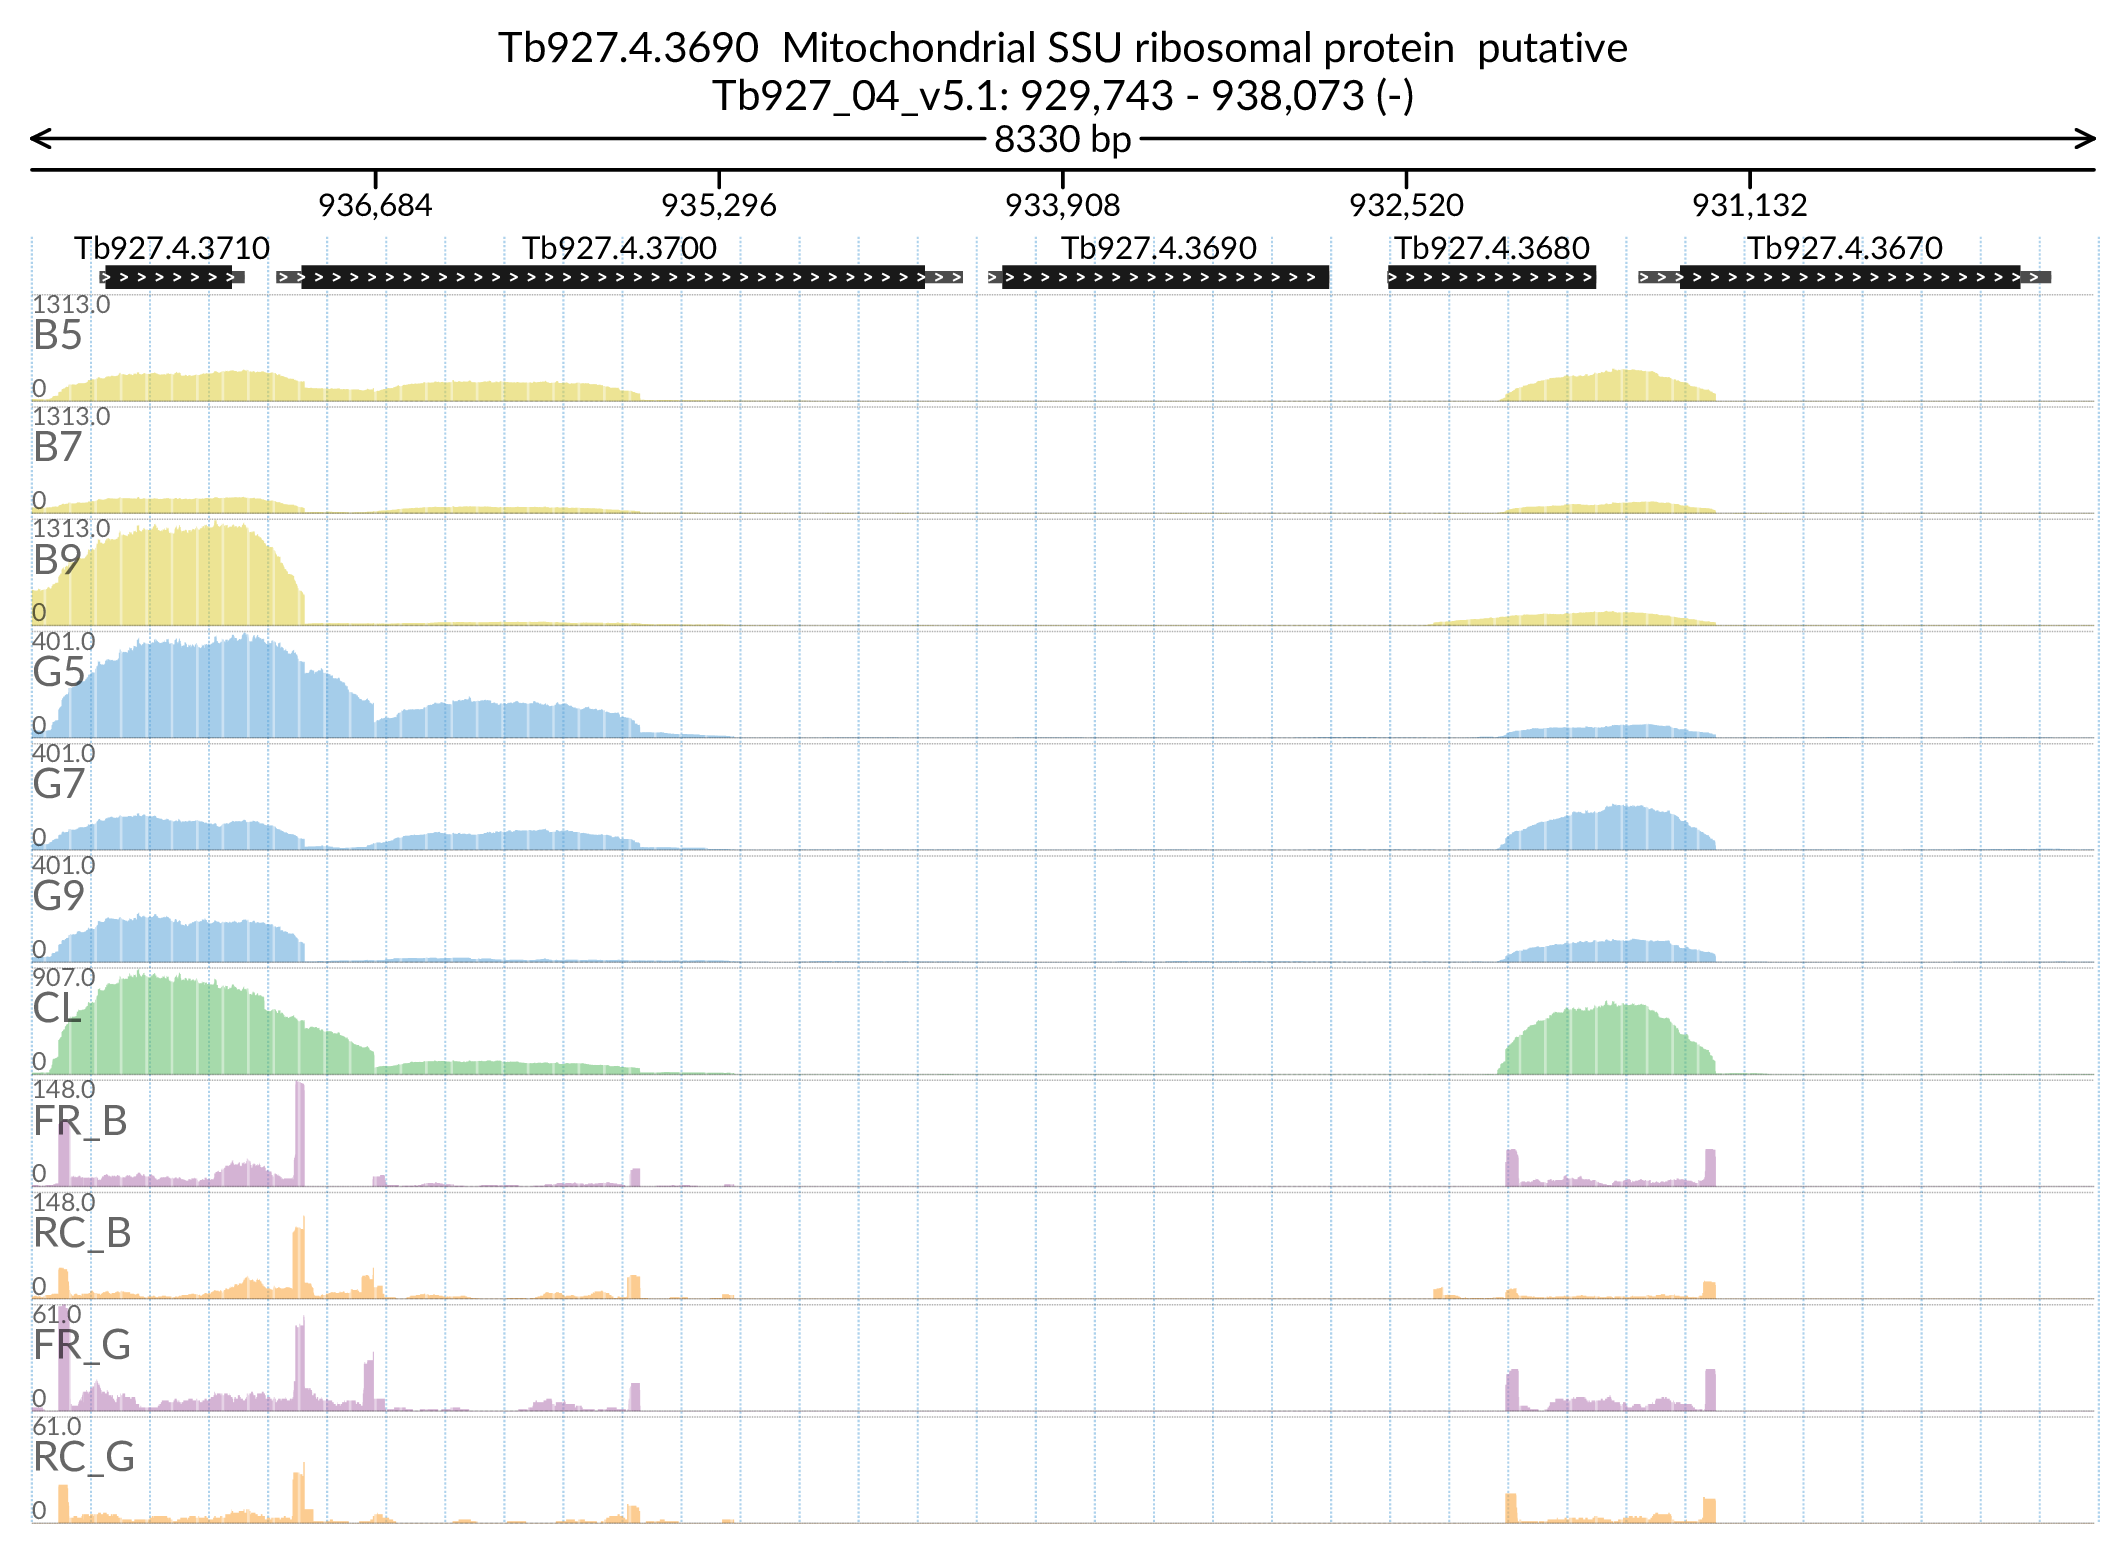 Tb927.4.3690  Mitochondrial SSU ribosomal protein  putative
Tb927_04_v5.1: 929,743 - 938,073 (-)
8330 bp
936,684 935,296 933,908 932,520 931,132
Tb927.4.3710 Tb927.4.3700 Tb927.4.3690 Tb927.4.3680 Tb927.4.3670
1313.0
B5
0
1313.0
B7
0
1313.0
B9
0
401.0
G5
0
401.0
G7
0
401.0
G9
0
907.0
CL
0
148.0
FR_B
0
148.0
RC_B
0
61.0
FR_G
0
61.0
RC_G
0